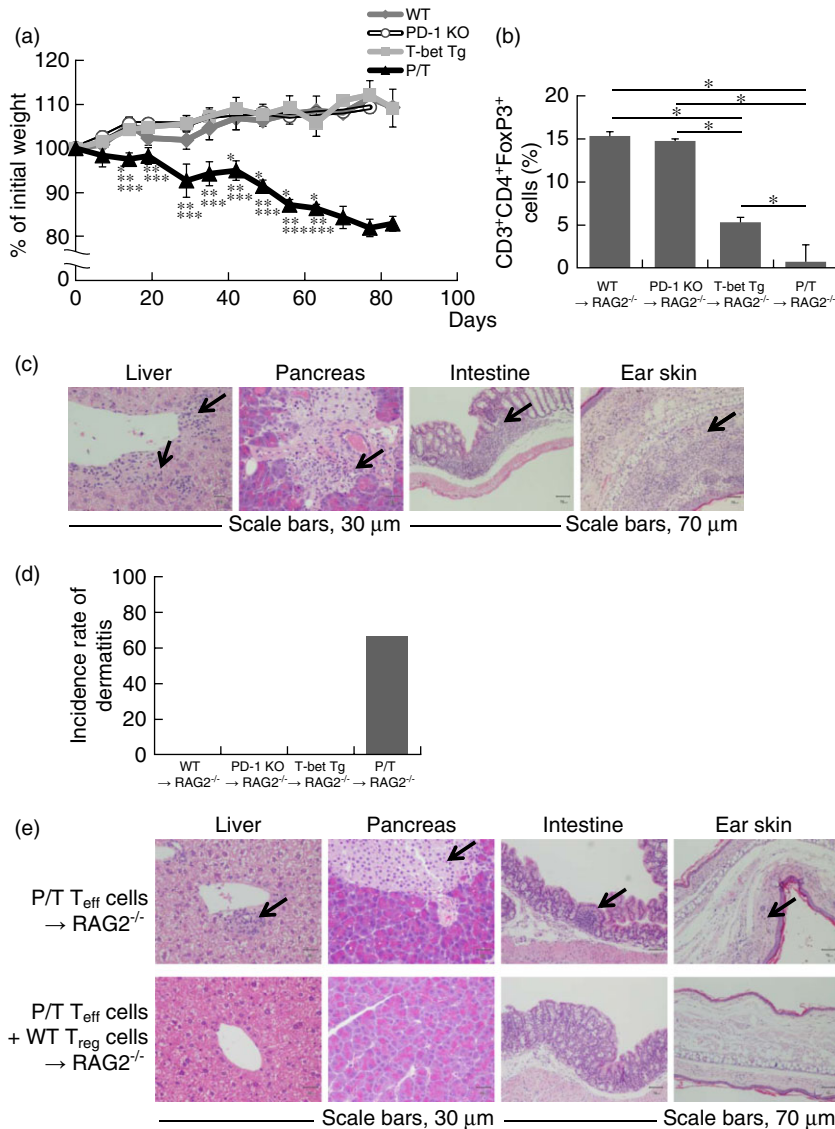 (a)
WT
PD-1 KO
T-bet Tg
P/T
% of initial weight
120
110
100
90
80
0
* ** *** * ** *** ** *** * ** *** * ** *** * ** *** * ** *** * ** ***
0 20 40 60 80 100
Days
(b)
CD3⁺CD4⁺FoxP3⁺
cells (%)
20
15
10
5
0
* * * * *
WT PD-1 KO T-bet Tg P/T
→ RAG2⁻/⁻ → RAG2⁻/⁻ → RAG2⁻/⁻ → RAG2⁻/⁻
(c)
Liver Pancreas Intestine Ear skin
Scale bars, 30 μm Scale bars, 70 μm
(d)
Incidence rate of
dermatitis
100
80
60
40
20
0
WT PD-1 KO T-bet Tg P/T
→ RAG2⁻/⁻ → RAG2⁻/⁻ → RAG2⁻/⁻ → RAG2⁻/⁻
(e)
Liver Pancreas Intestine Ear skin
P/T Teff cells
→ RAG2⁻/⁻
P/T Teff cells
+ WT Treg cells
→ RAG2⁻/⁻
Scale bars, 30 μm Scale bars, 70 μm